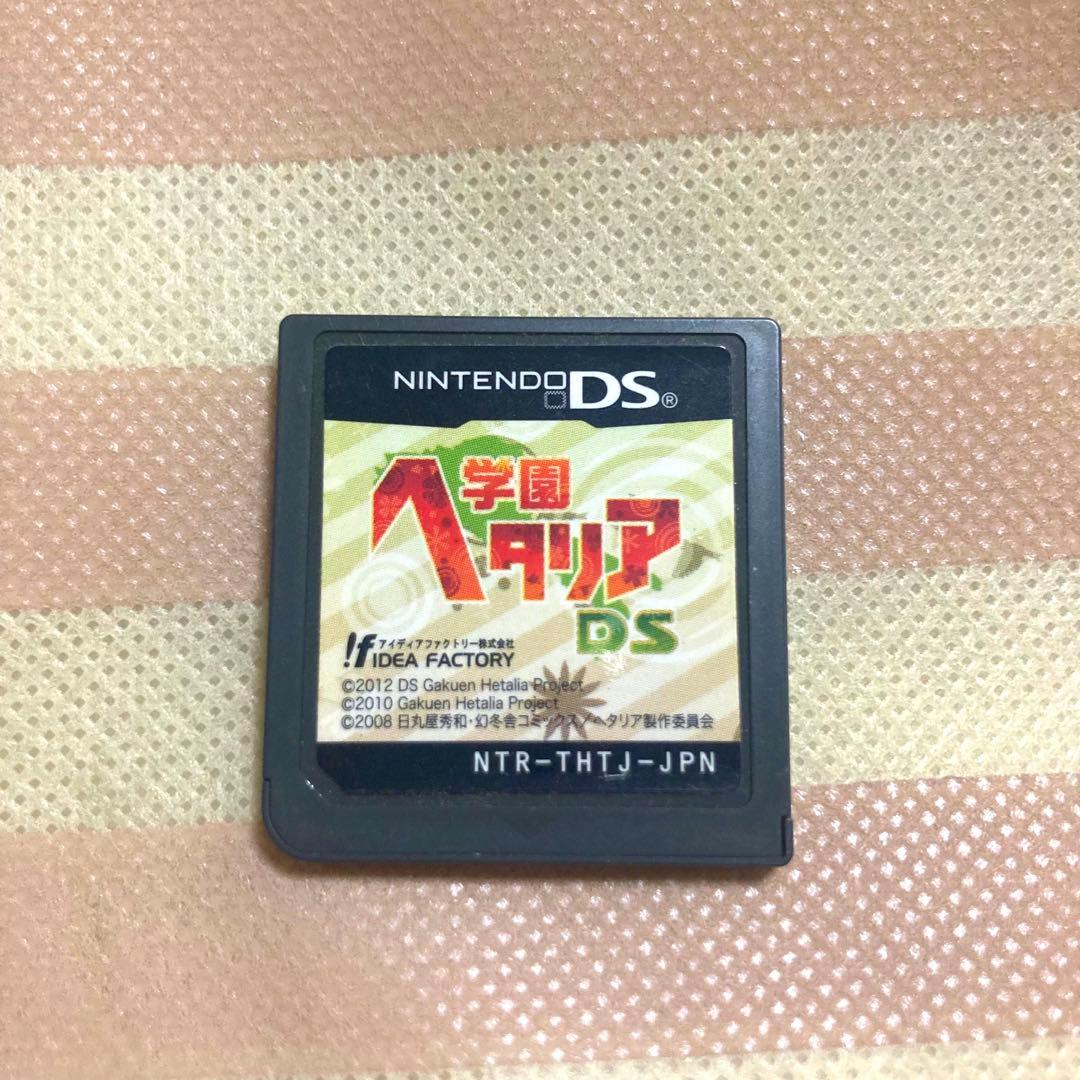 NINTENDO DS®
学園
ヘタリア
DS
アイディアファクトリー株式会社
!f IDEA FACTORY
©2012 DS Gakuen Hetalia Project
©2010 Gakuen Hetalia Project
©2008 日丸屋秀和・幻冬舎コミックス/ヘタリア製作委員会
NTR-THTJ-JPN